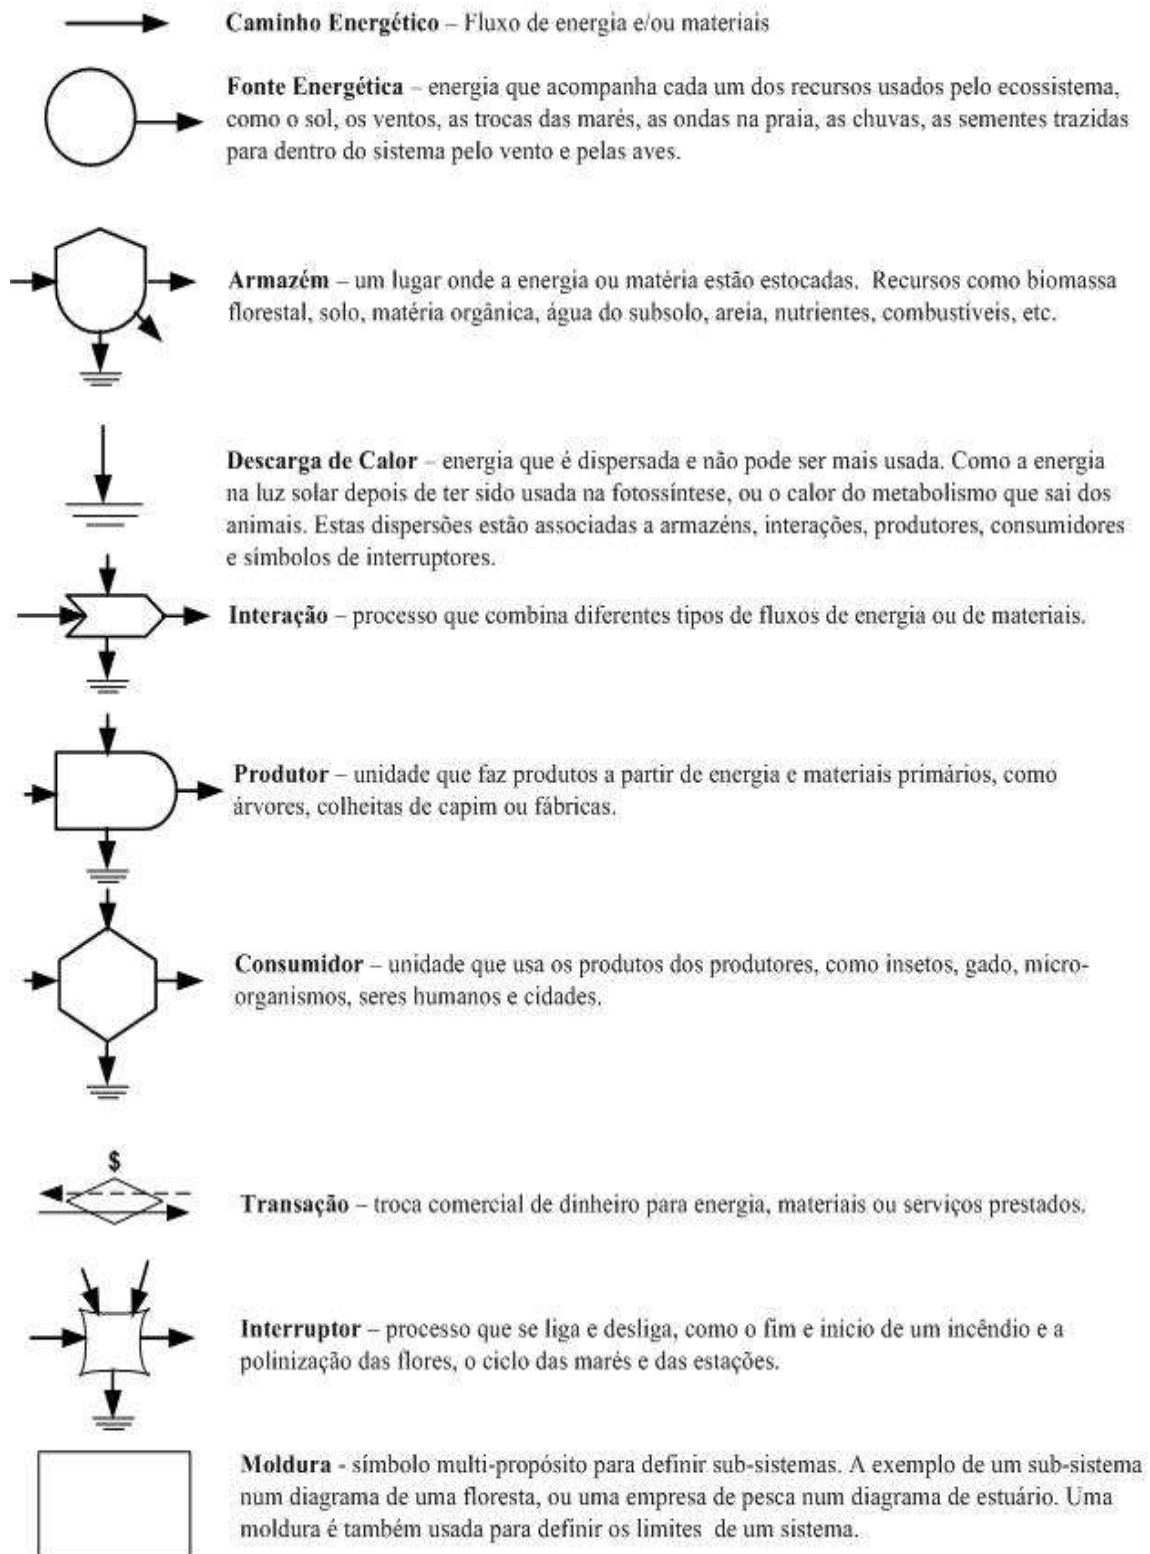 Caminho Energético – Fluxo de energia e/ou materiais
Fonte Energética – energia que acompanha cada um dos recursos usados pelo ecossistema,
como o sol, os ventos, as trocas das marés, as ondas na praia, as chuvas, as sementes trazidas
para dentro do sistema pelo vento e pelas aves.
Armazém – um lugar onde a energia ou matéria estão estocadas.  Recursos como biomassa
florestal, solo, matéria orgânica, água do subsolo, areia, nutrientes, combustíveis, etc.
Descarga de Calor – energia que é dispersada e não pode ser mais usada. Como a energia
na luz solar depois de ter sido usada na fotossíntese, ou o calor do metabolismo que sai dos
animais. Estas dispersões estão associadas a armazéns, interações, produtores, consumidores
e símbolos de interruptores.
Interação – processo que combina diferentes tipos de fluxos de energia ou de materiais.
Produtor – unidade que faz produtos a partir de energia e materiais primários, como
árvores, colheitas de capim ou fábricas.
Consumidor – unidade que usa os produtos dos produtores, como insetos, gado, micro-
organismos, seres humanos e cidades.
$
Transação – troca comercial de dinheiro para energia, materiais ou serviços prestados.
Interruptor – processo que se liga e desliga, como o fim e início de um incêndio e a
polinização das flores, o ciclo das marés e das estações.
Moldura - símbolo multi-propósito para definir sub-sistemas. A exemplo de um sub-sistema
num diagrama de uma floresta, ou uma empresa de pesca num diagrama de estuário. Uma
moldura é também usada para definir os limites  de um sistema.